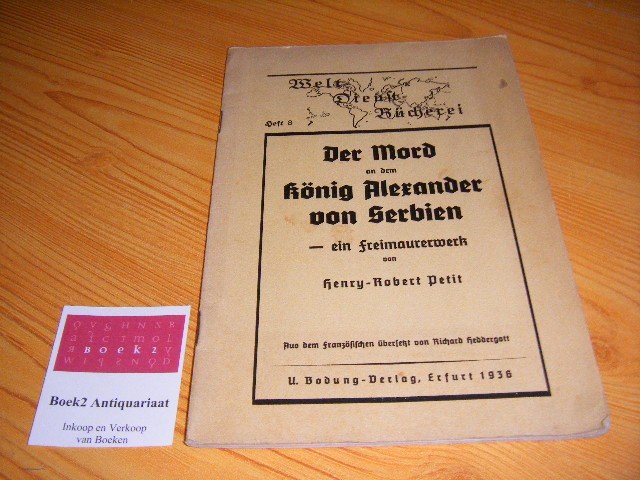 Welt-
Dienst-
Bücherei
Heft 8
Der Mord
an dem
König Alexander
von Serbien
— ein Freimaurerwerk
von
Henry-Robert Petit
Aus dem Französischen übersetzt von Richard Heddergott
U. Bodung-Verlag, Erfurt 1936
BOEK2
Boek2 Antiquariaat
Inkoop en Verkoop
van Boeken